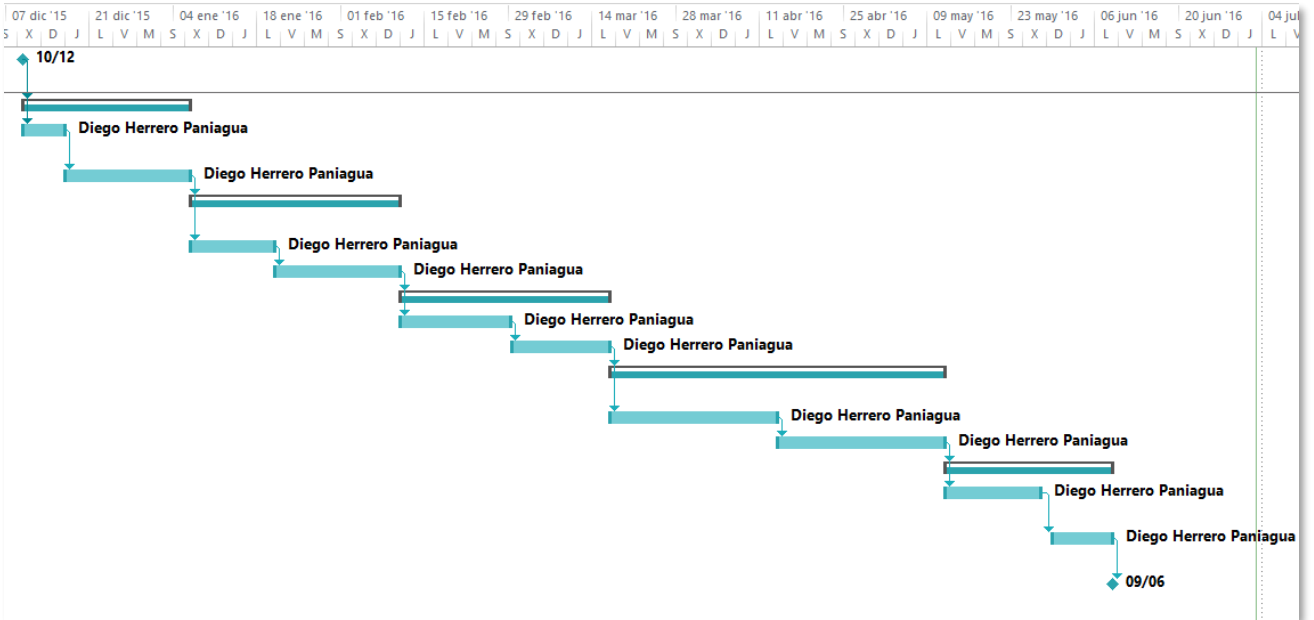 07 dic '15 21 dic '15 04 ene '16 18 ene '16 01 feb '16 15 feb '16 29 feb '16 14 mar '16 28 mar '16 11 abr '16 25 abr '16 09 may '16 23 may '16 06 jun '16 20 jun '16 04 jul
S X D J L V M S X D J L V M S X D J L V M S X D J L V M S X D J L V M S X D J L V M S X D J L V M S X D J L V
10/12
Diego Herrero Paniagua
Diego Herrero Paniagua
Diego Herrero Paniagua
Diego Herrero Paniagua
Diego Herrero Paniagua
Diego Herrero Paniagua
Diego Herrero Paniagua
Diego Herrero Paniagua
Diego Herrero Paniagua
Diego Herrero Paniagua
09/06